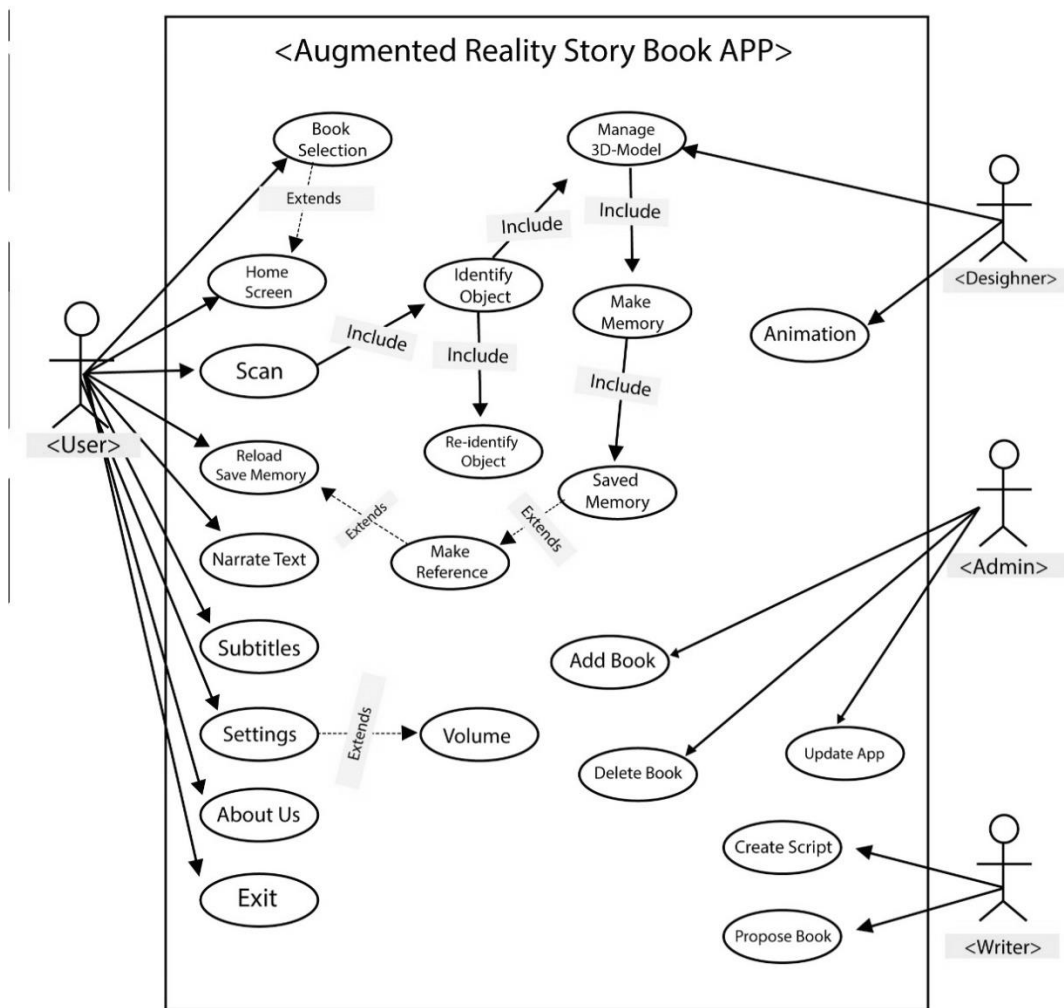 <Augmented Reality Story Book APP>
Book
Selection
Extends
Home
Screen
Scan
Include
Identify
Object
Include
Include
Re-identify
Object
Manage
3D-Model
Include
Make
Memory
Include
Saved
Memory
Extends
Make
Reference
Extends
Reload
Save Memory
Narrate Text
Subtitles
Settings
Extends
Volume
About Us
Exit
<User>
Animation
<Desighner>
<Admin>
Add Book
Delete Book
Update App
Create Script
Propose Book
<Writer>